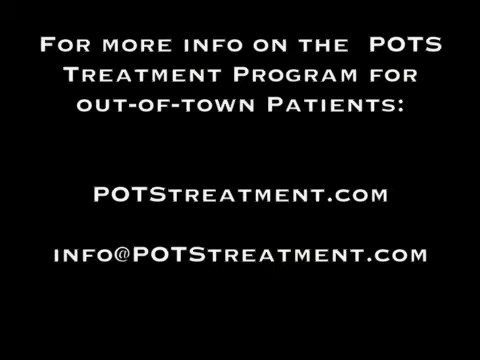 For more info on the POTS
Treatment Program for
out-of-town Patients:
POTStreatment.com
info@POTStreatment.com